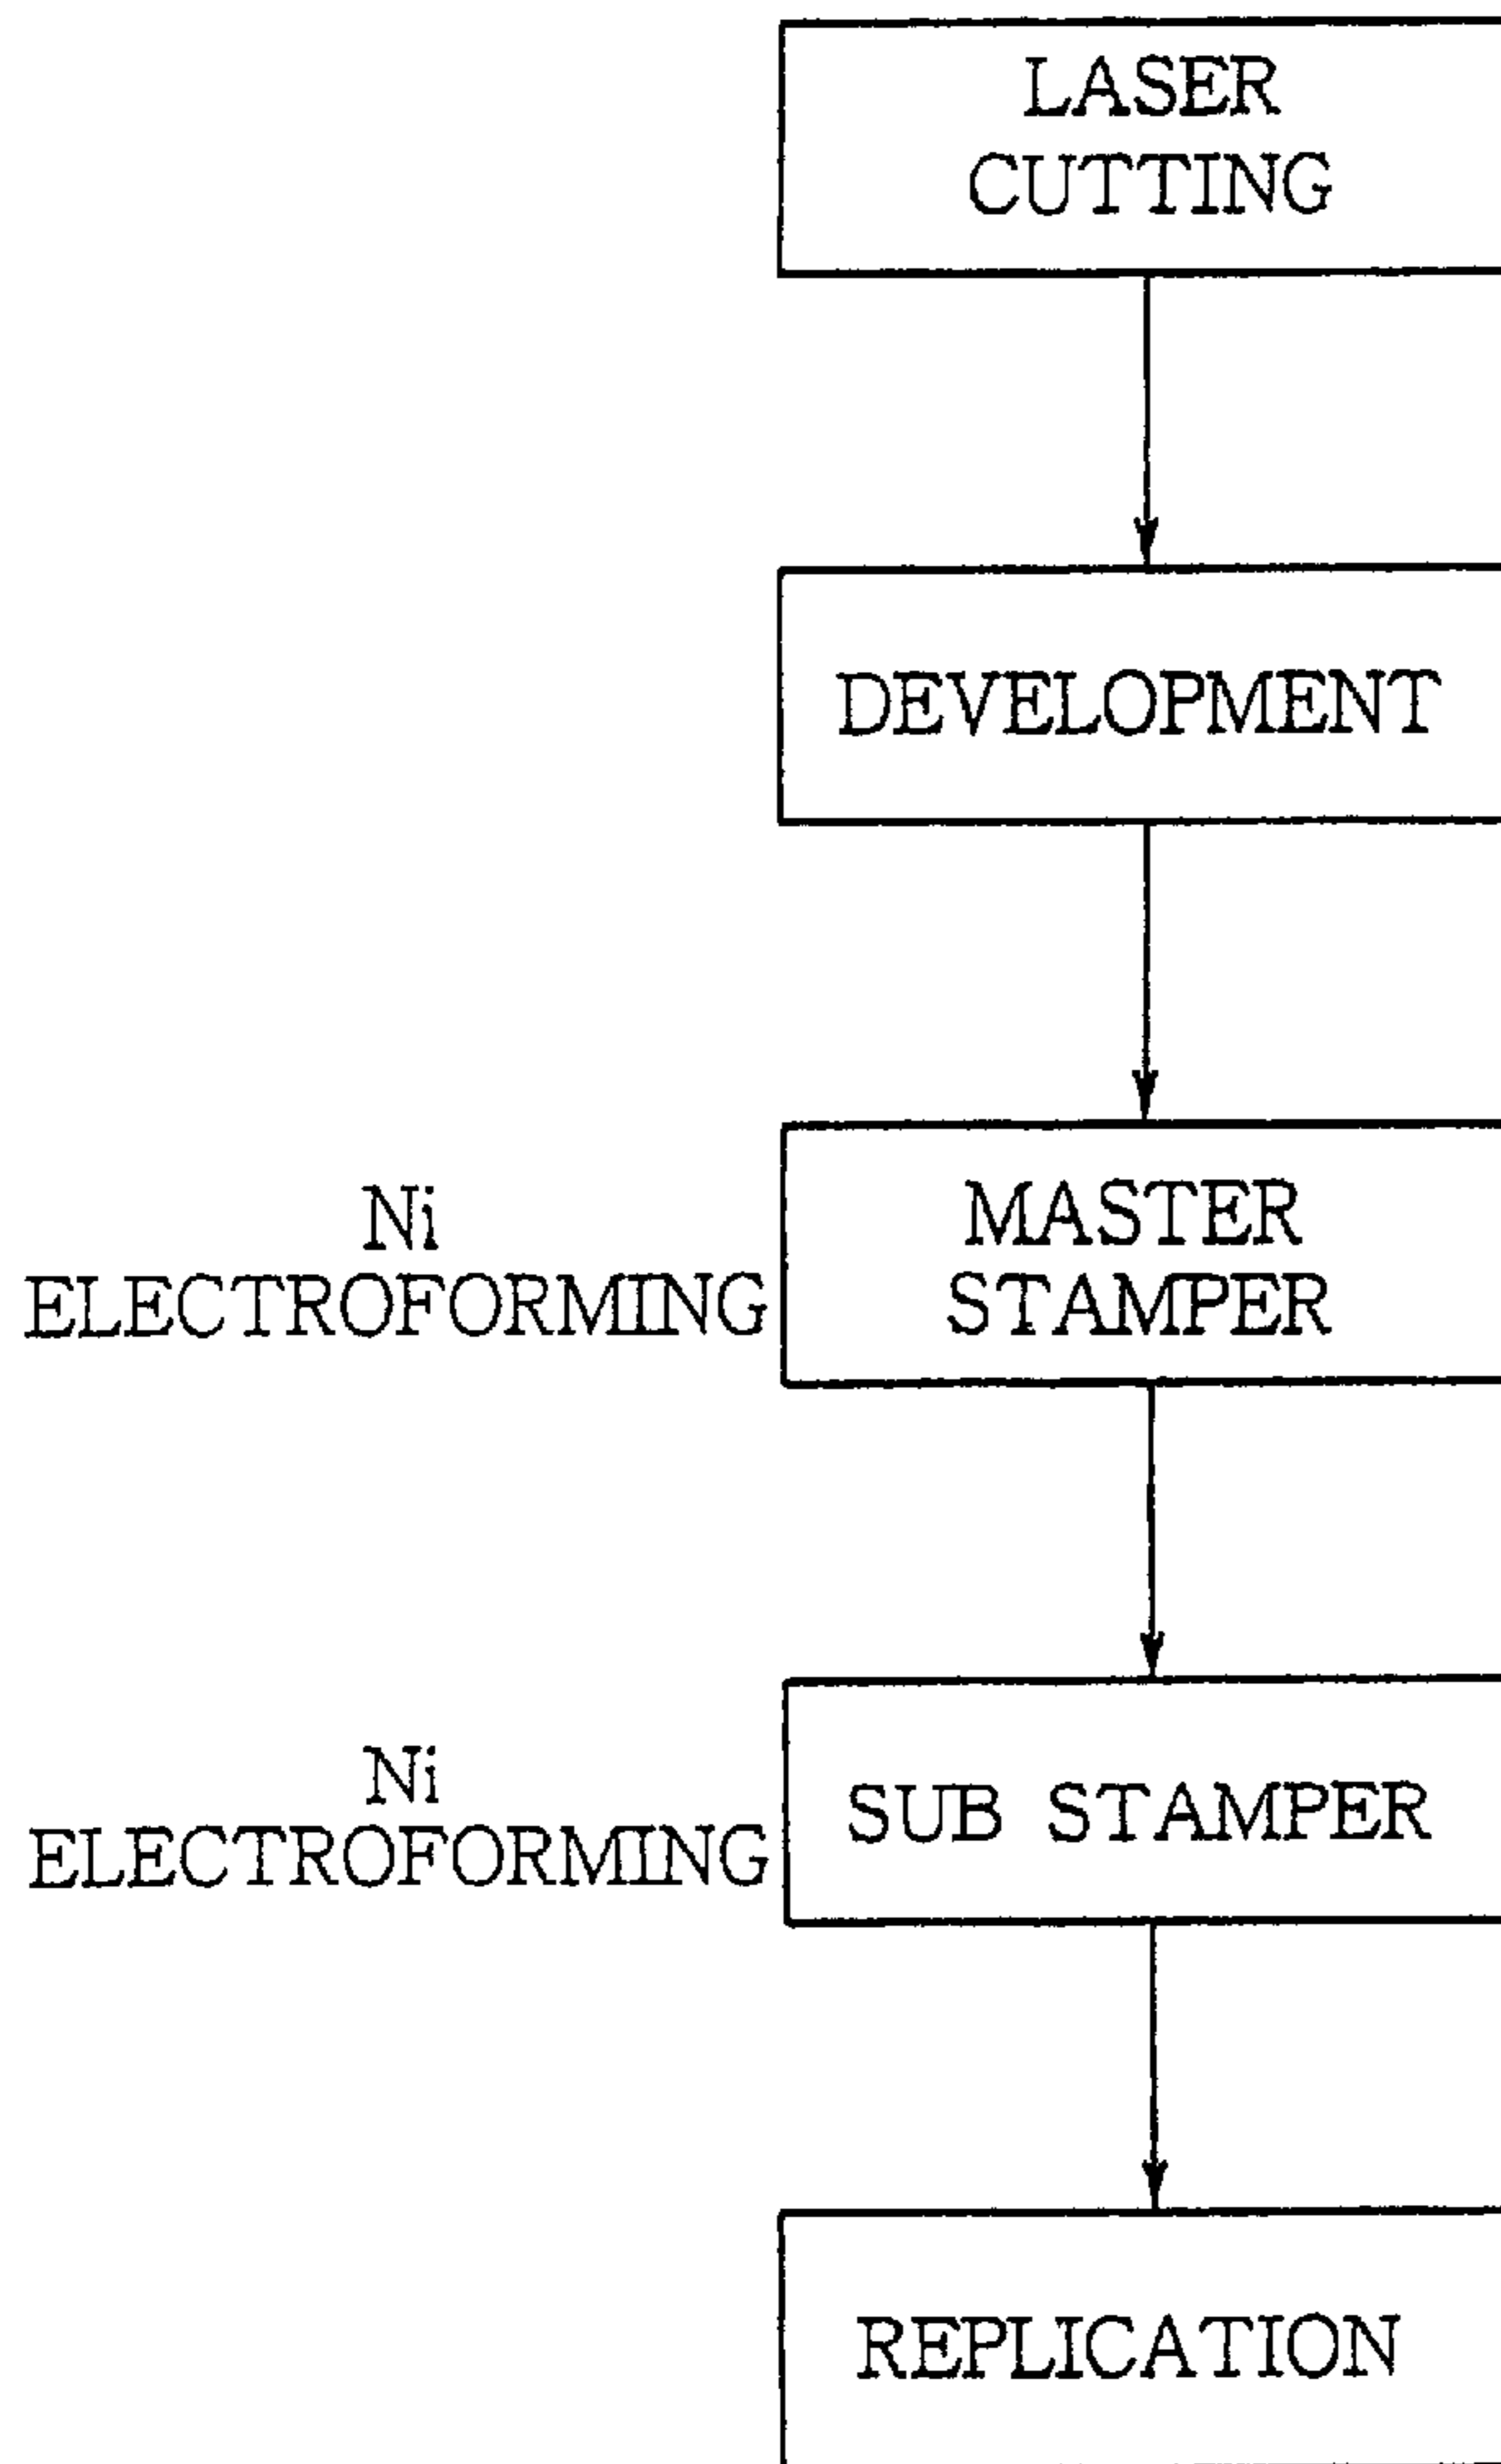 LASER
CUTTING
DEVELOPMENT
Ni
ELECTROFORMING
MASTER
STAMPER
Ni
ELECTROFORMING
SUB STAMPER
REPLICATION